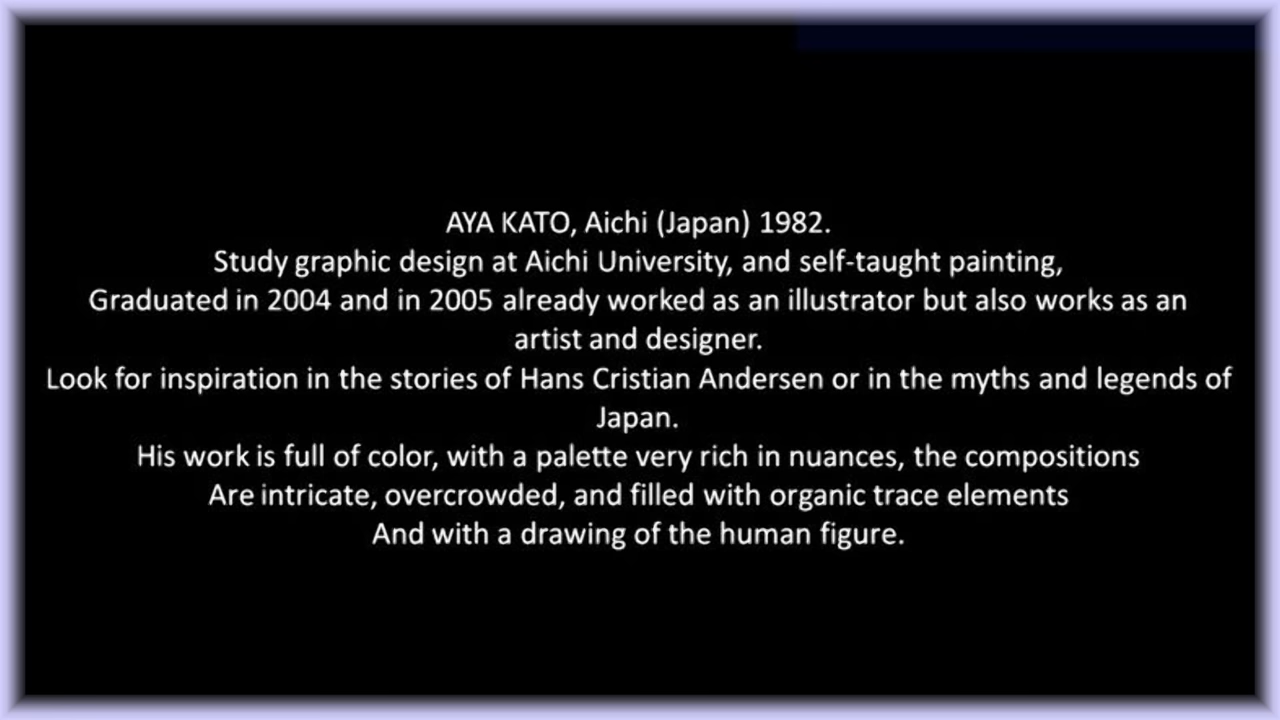 AYA KATO, Aichi (Japan) 1982.
Study graphic design at Aichi University, and self-taught painting,
Graduated in 2004 and in 2005 already worked as an illustrator but also works as an
artist and designer.
Look for inspiration in the stories of Hans Cristian Andersen or in the myths and legends of
Japan.
His work is full of color, with a palette very rich in nuances, the compositions
Are intricate, overcrowded, and filled with organic trace elements
And with a drawing of the human figure.